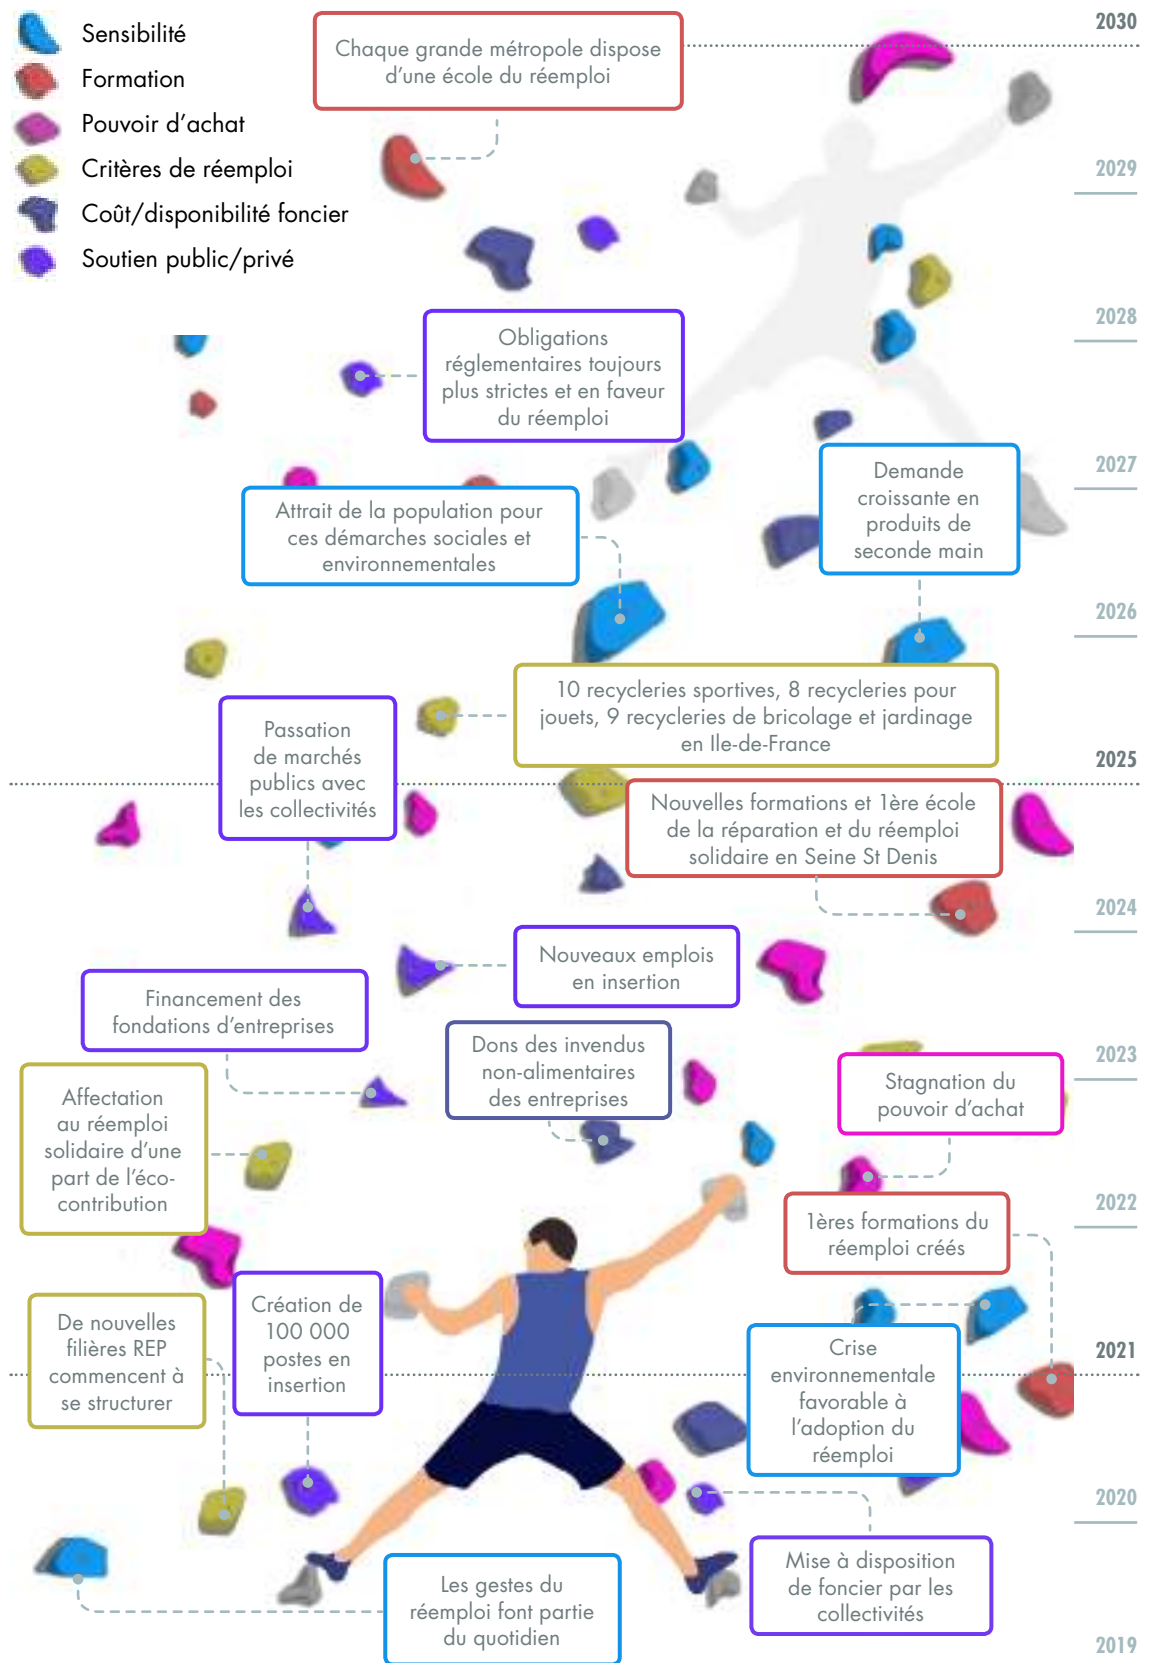 Sensibilité
Formation
Pouvoir d'achat
Critères de réemploi
Coût/disponibilité foncier
Soutien public/privé
2030
Chaque grande métropole dispose
d'une école du réemploi
2029
2028
Obligations
réglementaires toujours
plus strictes et en faveur
du réemploi
2027
Demande
croissante en
produits de
seconde main
Attrait de la population pour
ces démarches sociales et
environnementales
2026
10 recycleries sportives, 8 recycleries pour
jouets, 9 recycleries de bricolage et jardinage
en Ile-de-France
Passation
de marchés
publics avec
les collectivités
2025
Nouvelles formations et 1ère école
de la réparation et du réemploi
solidaire en Seine St Denis
2024
Nouveaux emplois
en insertion
Financement des
fondations d'entreprises
Dons des invendus
non-alimentaires
des entreprises
2023
Stagnation du
pouvoir d'achat
Affectation
au réemploi
solidaire d'une
part de l'éco-
contribution
2022
1ères formations du
réemploi créés
De nouvelles
filières REP
commencent à
se structurer
Création de
100 000
postes en
insertion
2021
Crise
environnementale
favorable à
l'adoption du
réemploi
2020
Mise à disposition
de foncier par les
collectivités
Les gestes du
réemploi font partie
du quotidien
2019